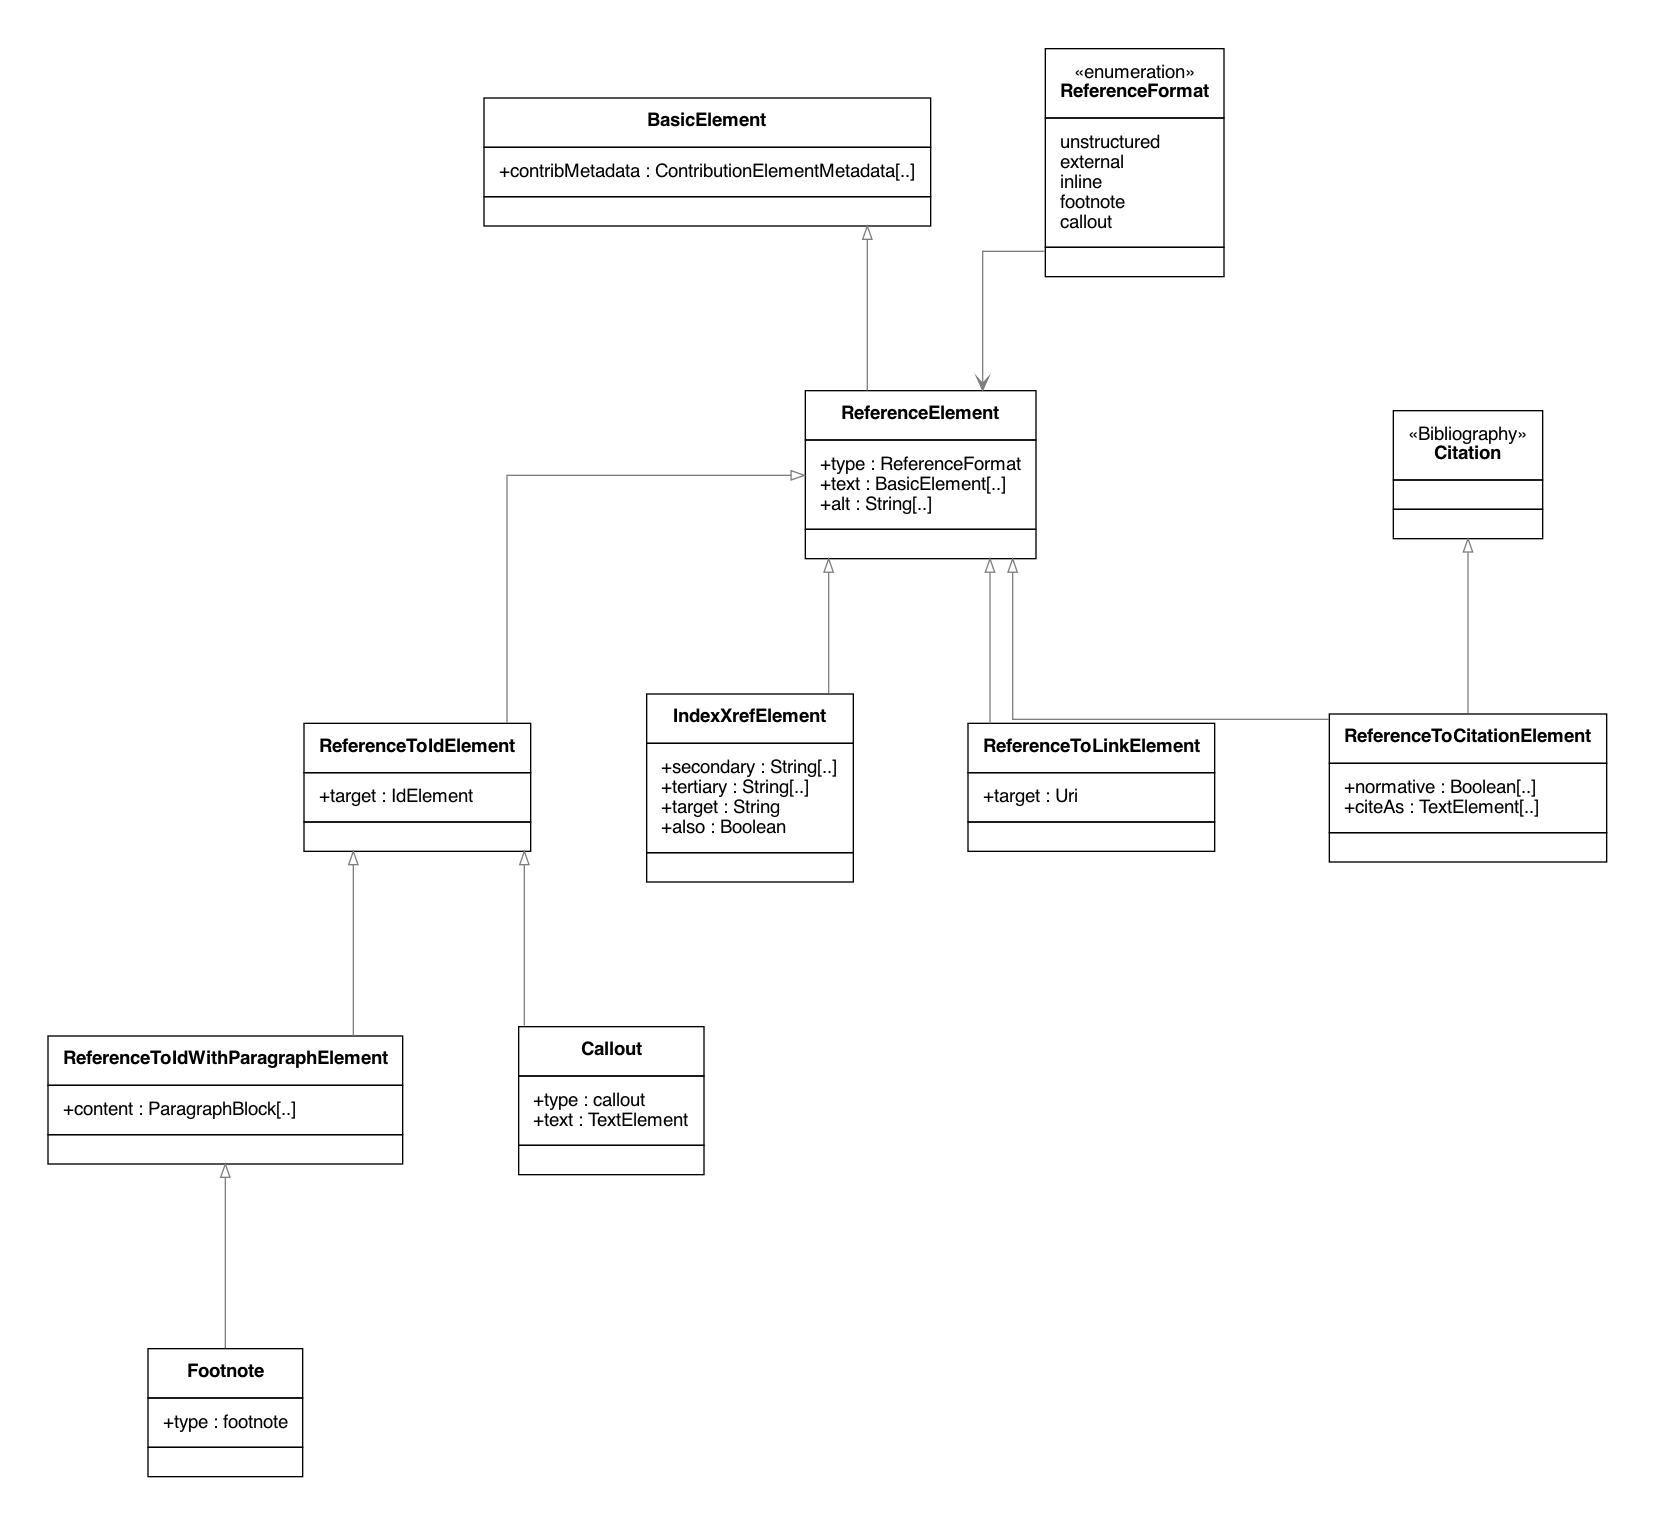 «enumeration»
ReferenceFormat
unstructured
external
inline
footnote
callout
BasicElement
+contribMetadata : ContributionElementMetadata[..]
ReferenceElement
+type : ReferenceFormat
+text : BasicElement[..]
+alt : String[..]
«Bibliography»
Citation
ReferenceToIdElement
+target : IdElement
IndexXrefElement
+secondary : String[..]
+tertiary : String[..]
+target : String
+also : Boolean
ReferenceToLinkElement
+target : Uri
ReferenceToCitationElement
+normative : Boolean[..]
+citeAs : TextElement[..]
ReferenceToIdWithParagraphElement
+content : ParagraphBlock[..]
Callout
+type : callout
+text : TextElement
Footnote
+type : footnote